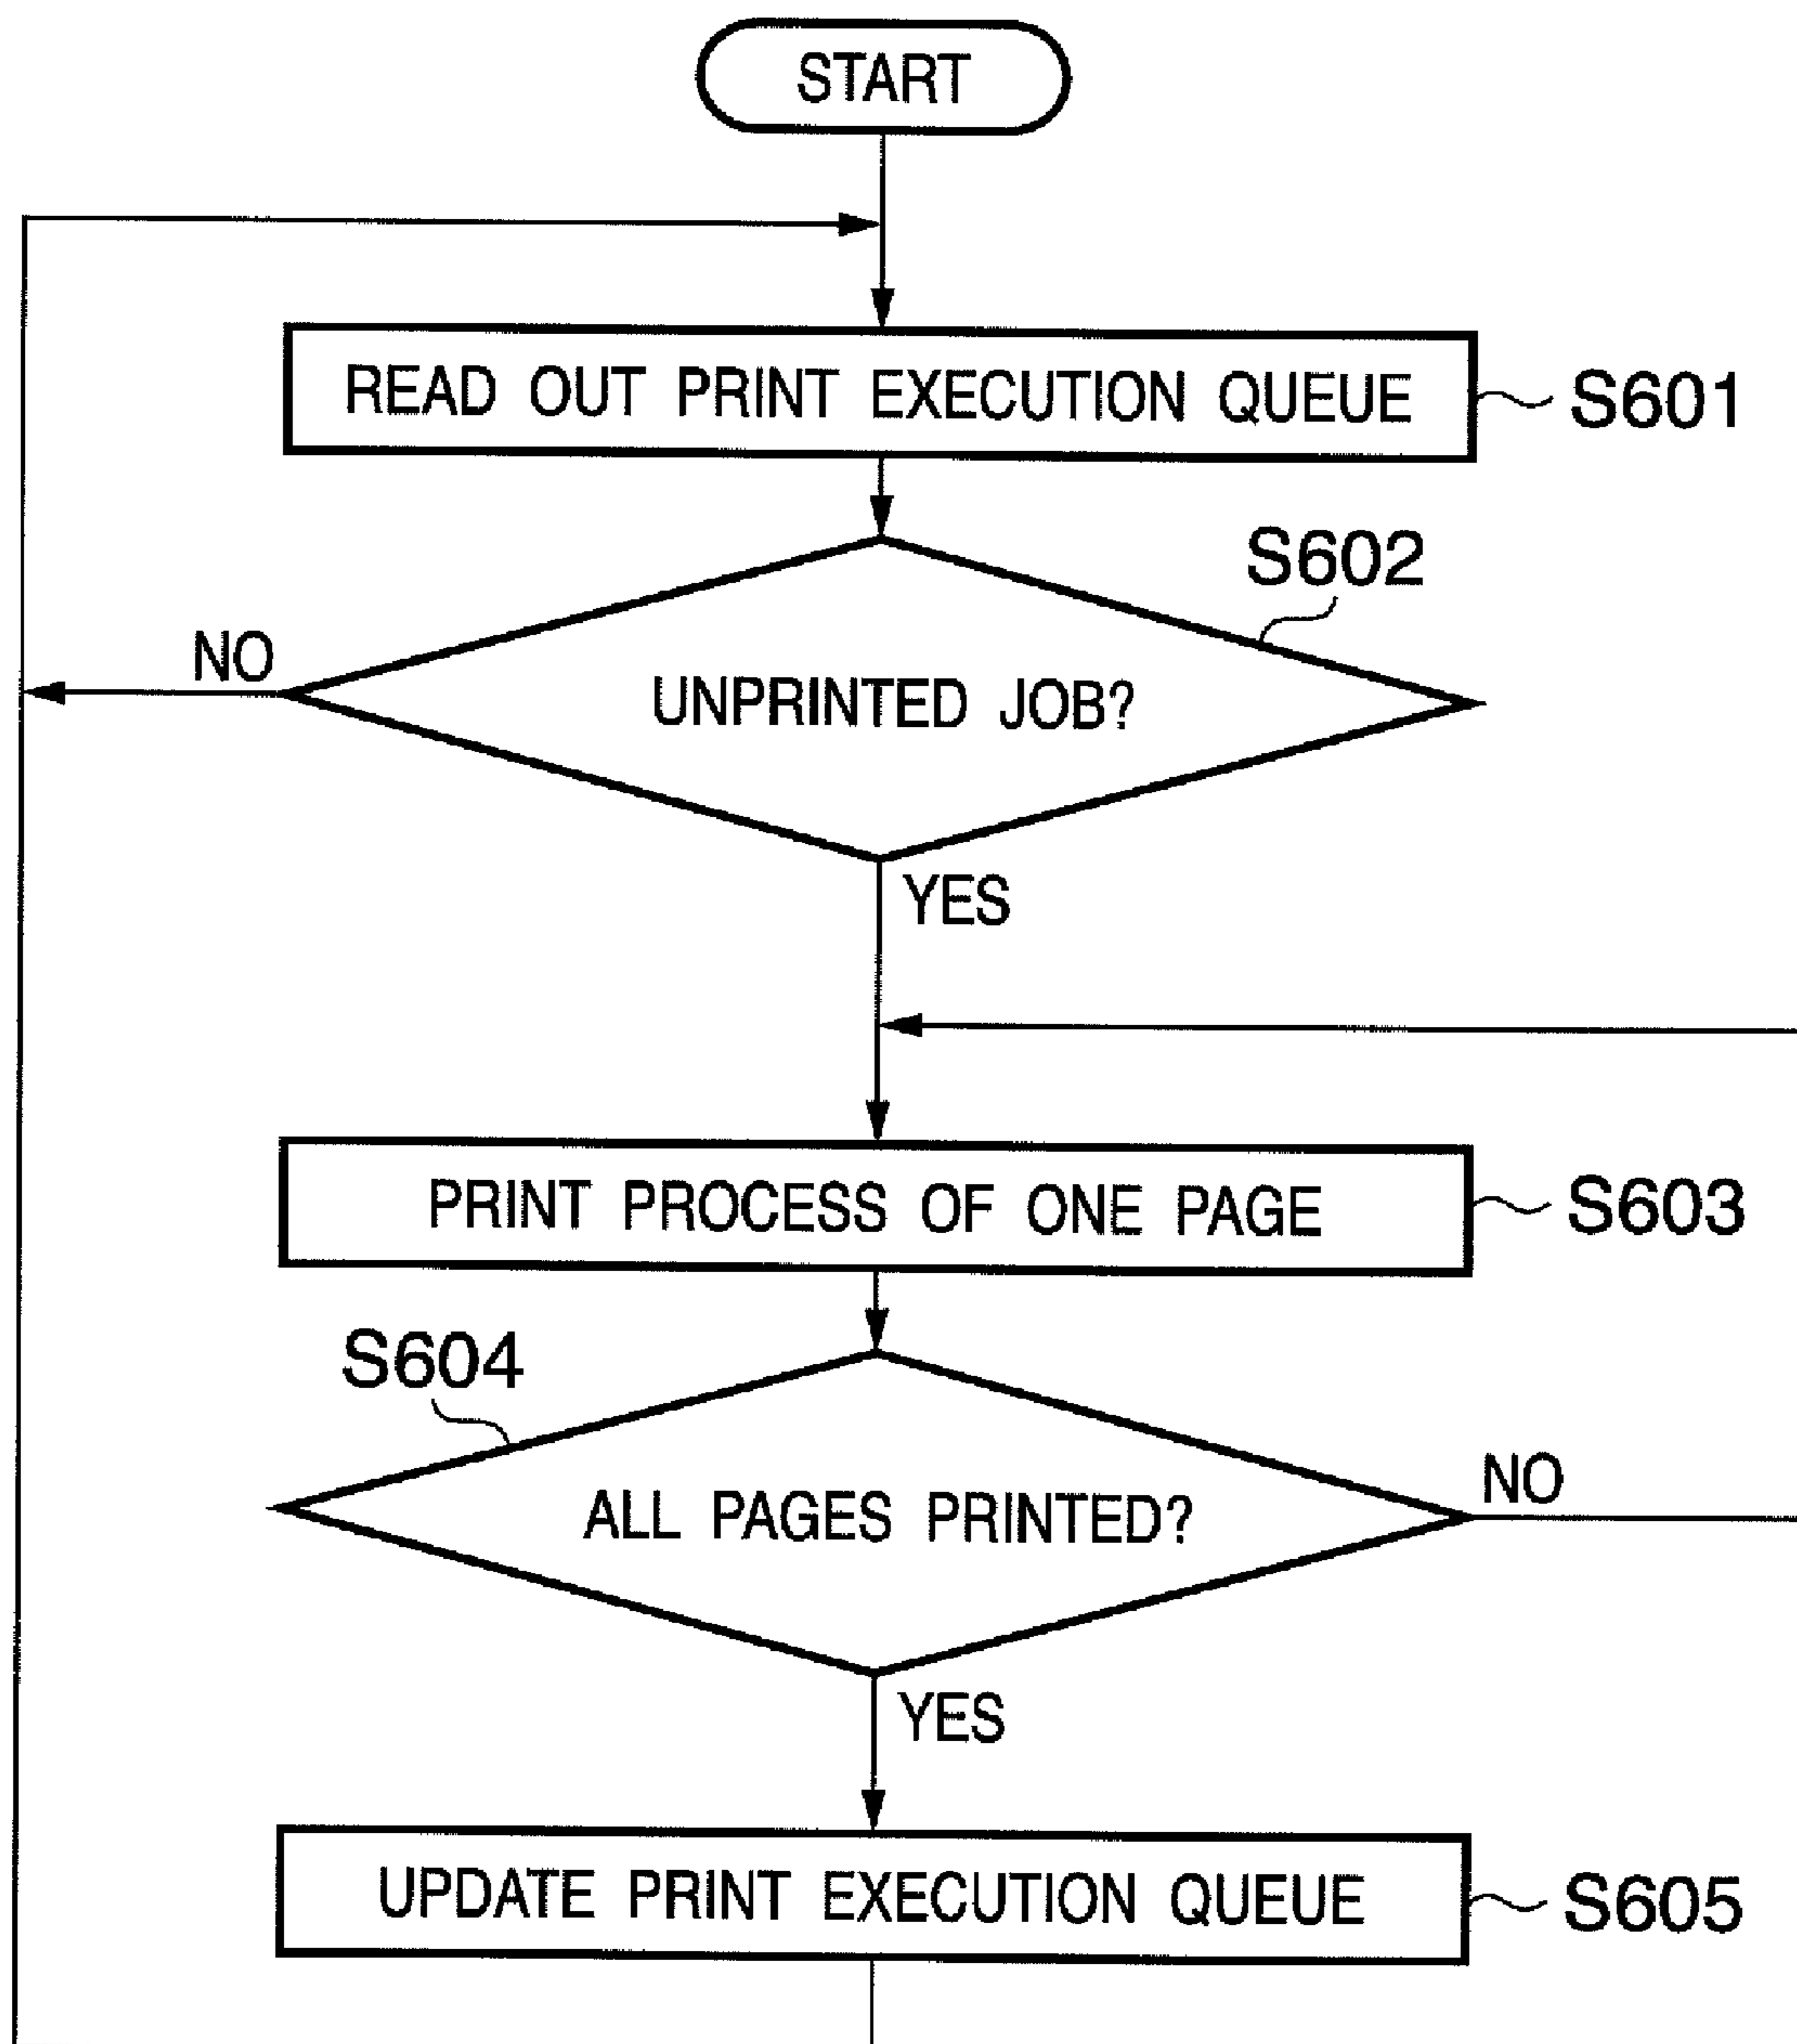 START
READ OUT PRINT EXECUTION QUEUE
S601
S602
NO
UNPRINTED JOB?
YES
PRINT PROCESS OF ONE PAGE
S603
S604
NO
ALL PAGES PRINTED?
YES
UPDATE PRINT EXECUTION QUEUE
S605